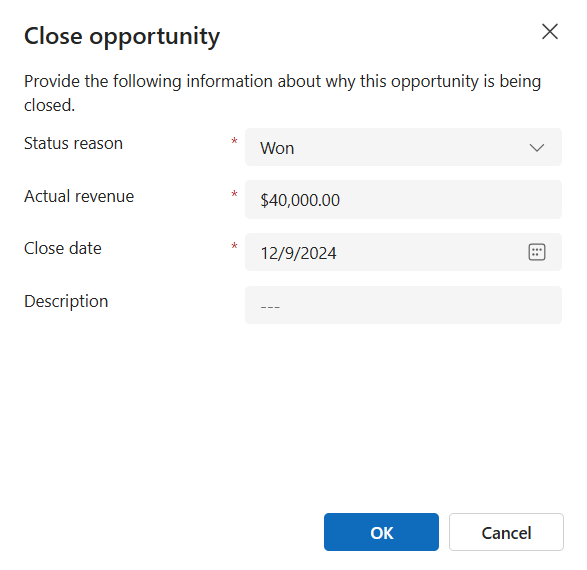 Close opportunity
Provide the following information about why this opportunity is being
closed.
Status reason * Won
Actual revenue * $40,000.00
Close date * 12/9/2024
Description ---
OK Cancel